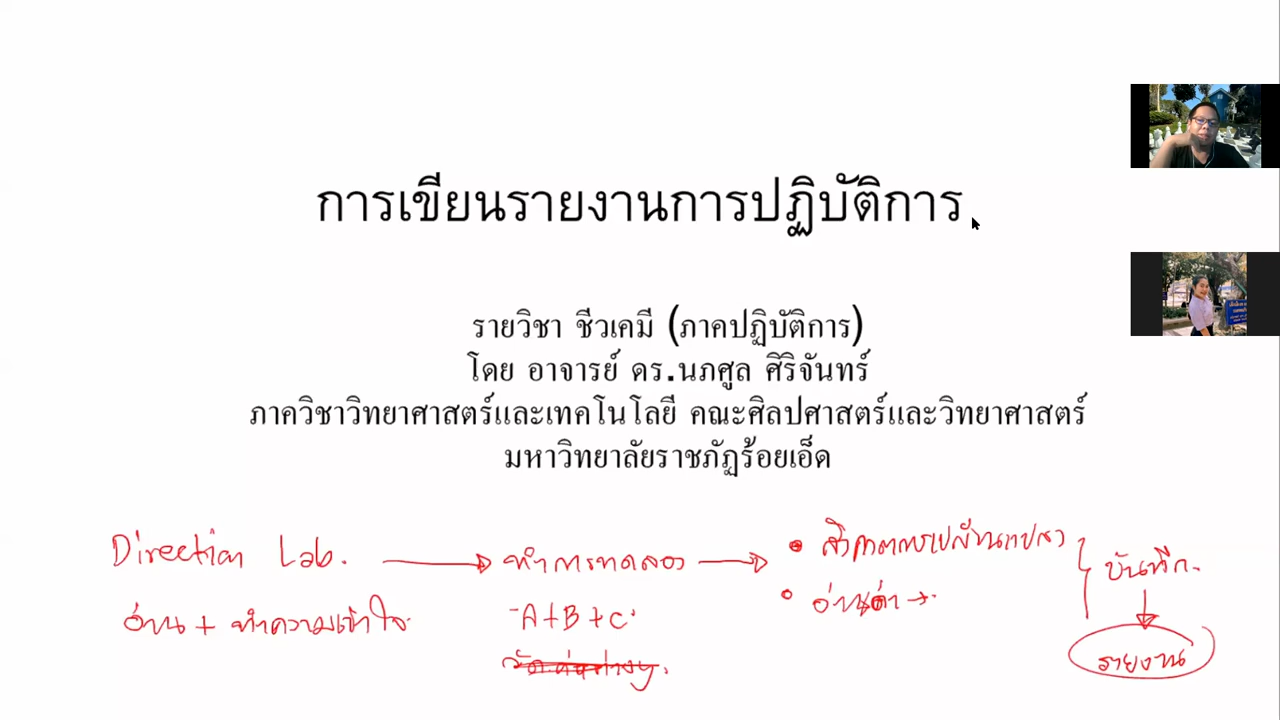 การเขียนรายงานการปฏิบัติการ
รายวิชา ชีวเคมี (ภาคปฏิบัติการ)
โดย อาจารย์ ดร.นภศูล ศิริจันทร์
ภาควิชาวิทยาศาสตร์และเทคโนโลยี คณะศิลปศาสตร์และวิทยาศาสตร์
มหาวิทยาลัยราชภัฏร้อยเอ็ด
Direction Lab. → ทำการทดลอง → • สังเกตการเปลี่ยนแปลง
อ่าน + ทำความเข้าใจ
- A + B + C
• อ่านค่า →
บันทึก
รายงาน